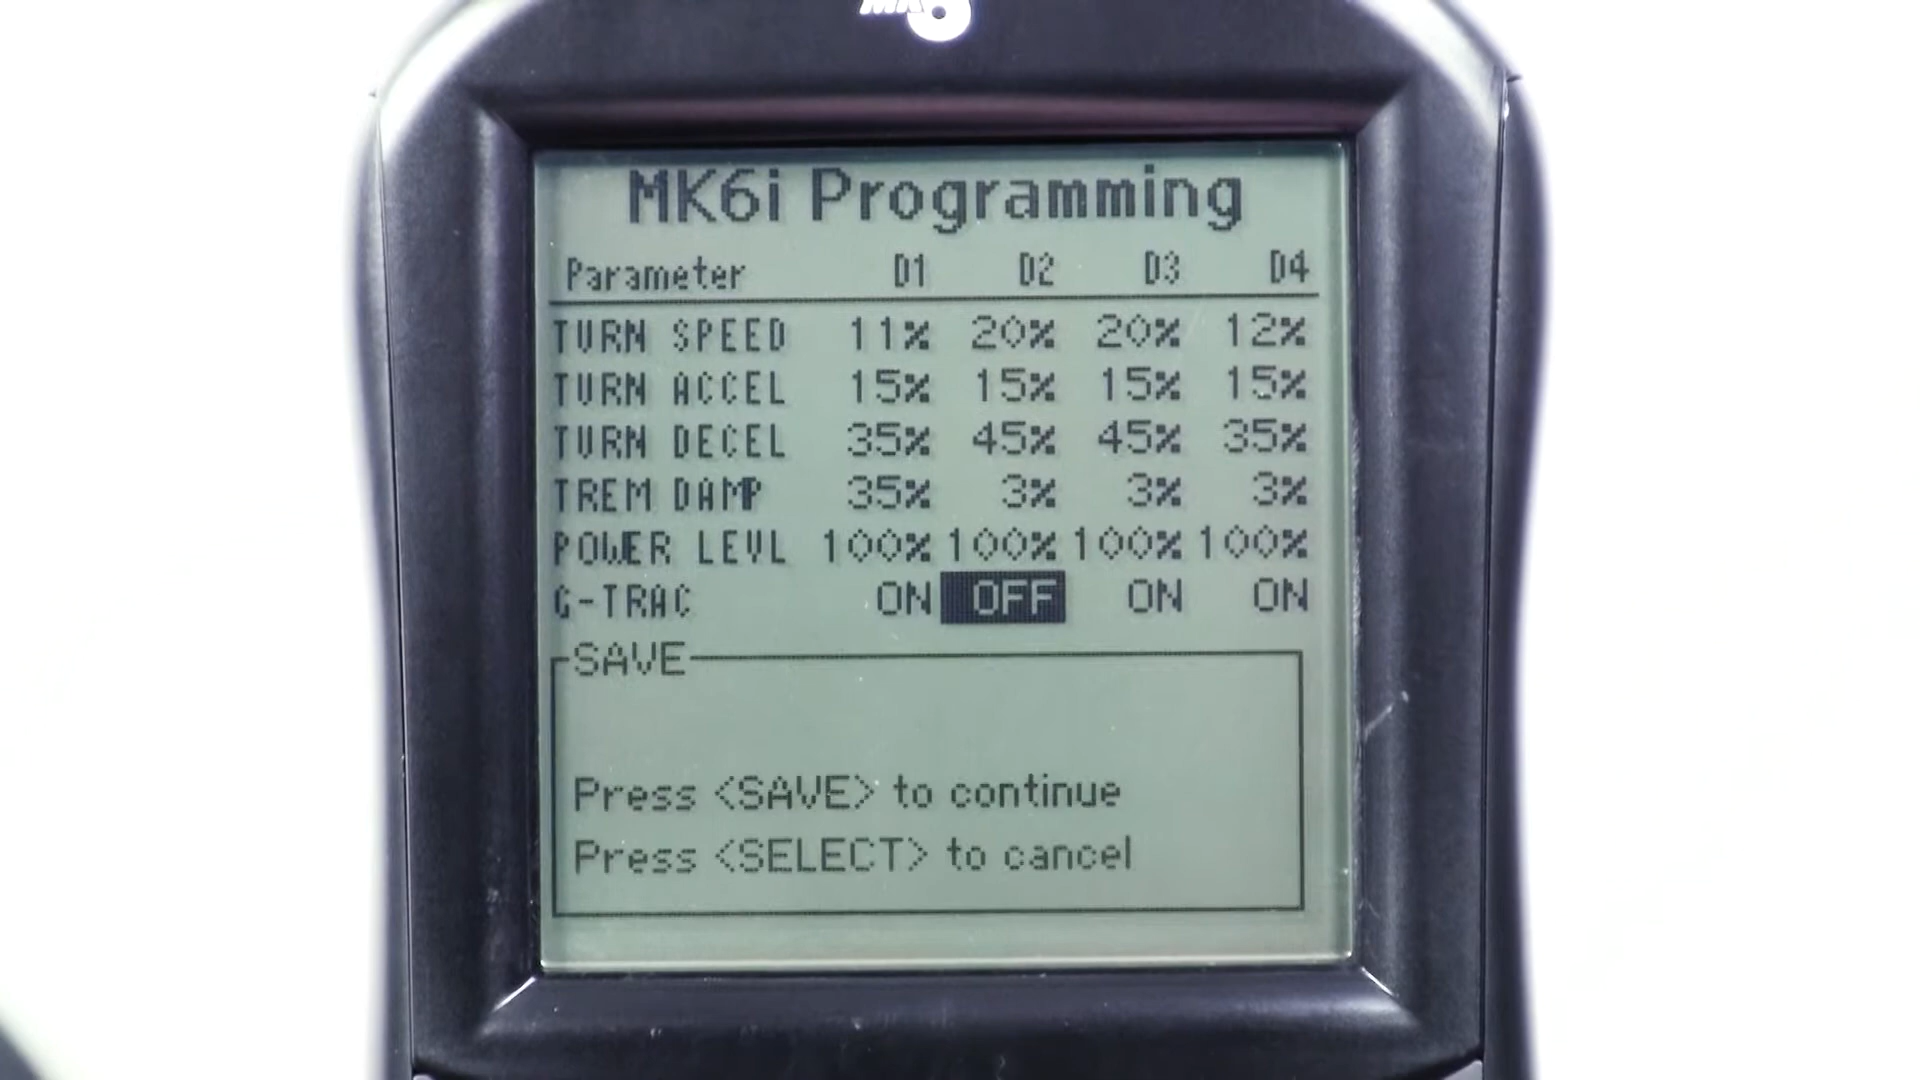 MK6i Programming
Parameter D1 D2 D3 D4
TURN SPEED 11% 20% 20% 12%
TURN ACCEL 15% 15% 15% 15%
TURN DECEL 35% 45% 45% 35%
TREM DAMP 35% 3% 3% 3%
POWER LEVL 100% 100% 100% 100%
G-TRAC ON OFF ON ON
SAVE
Press <SAVE> to continue
Press <SELECT> to cancel